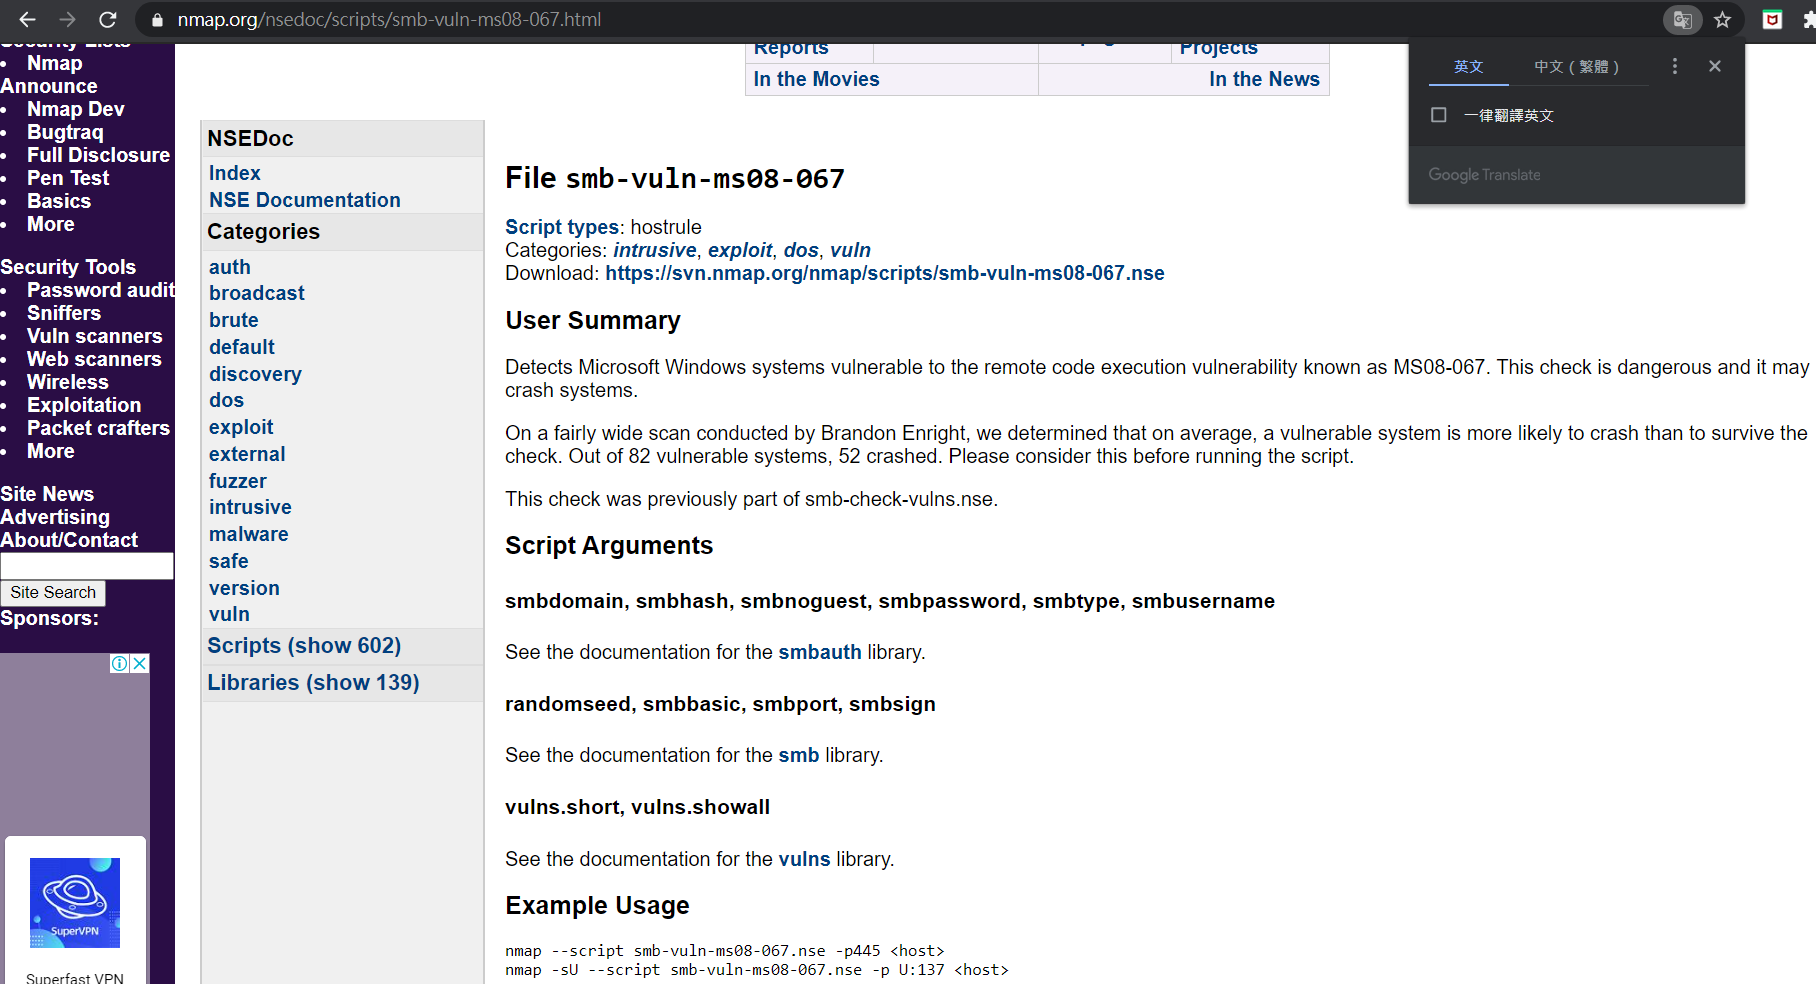 nmap.org/nsedoc/scripts/smb-vuln-ms08-067.html
Security Lists
Nmap
Announce
Nmap Dev
Bugtraq
Full Disclosure
Pen Test
Basics
More
Security Tools
Password audit
Sniffers
Vuln scanners
Web scanners
Wireless
Exploitation
Packet crafters
More
Site News
Advertising
About/Contact
Site Search
Sponsors:
SuperVPN
Superfast VPN
Reports
Projects
In the Movies
In the News
NSEDoc
Index
NSE Documentation
Categories
auth
broadcast
brute
default
discovery
dos
exploit
external
fuzzer
intrusive
malware
safe
version
vuln
Scripts (show 602)
Libraries (show 139)
File smb-vuln-ms08-067
Script types: hostrule
Categories: intrusive, exploit, dos, vuln
Download: https://svn.nmap.org/nmap/scripts/smb-vuln-ms08-067.nse
User Summary
Detects Microsoft Windows systems vulnerable to the remote code execution vulnerability known as MS08-067. This check is dangerous and it may
crash systems.
On a fairly wide scan conducted by Brandon Enright, we determined that on average, a vulnerable system is more likely to crash than to survive the
check. Out of 82 vulnerable systems, 52 crashed. Please consider this before running the script.
This check was previously part of smb-check-vulns.nse.
Script Arguments
smbdomain, smbhash, smbnoguest, smbpassword, smbtype, smbusername
See the documentation for the smbauth library.
randomseed, smbbasic, smbport, smbsign
See the documentation for the smb library.
vulns.short, vulns.showall
See the documentation for the vulns library.
Example Usage
nmap --script smb-vuln-ms08-067.nse -p445 <host>
nmap -sU --script smb-vuln-ms08-067.nse -p U:137 <host>
英文
中文（繁體）
一律翻譯英文
Google Translate